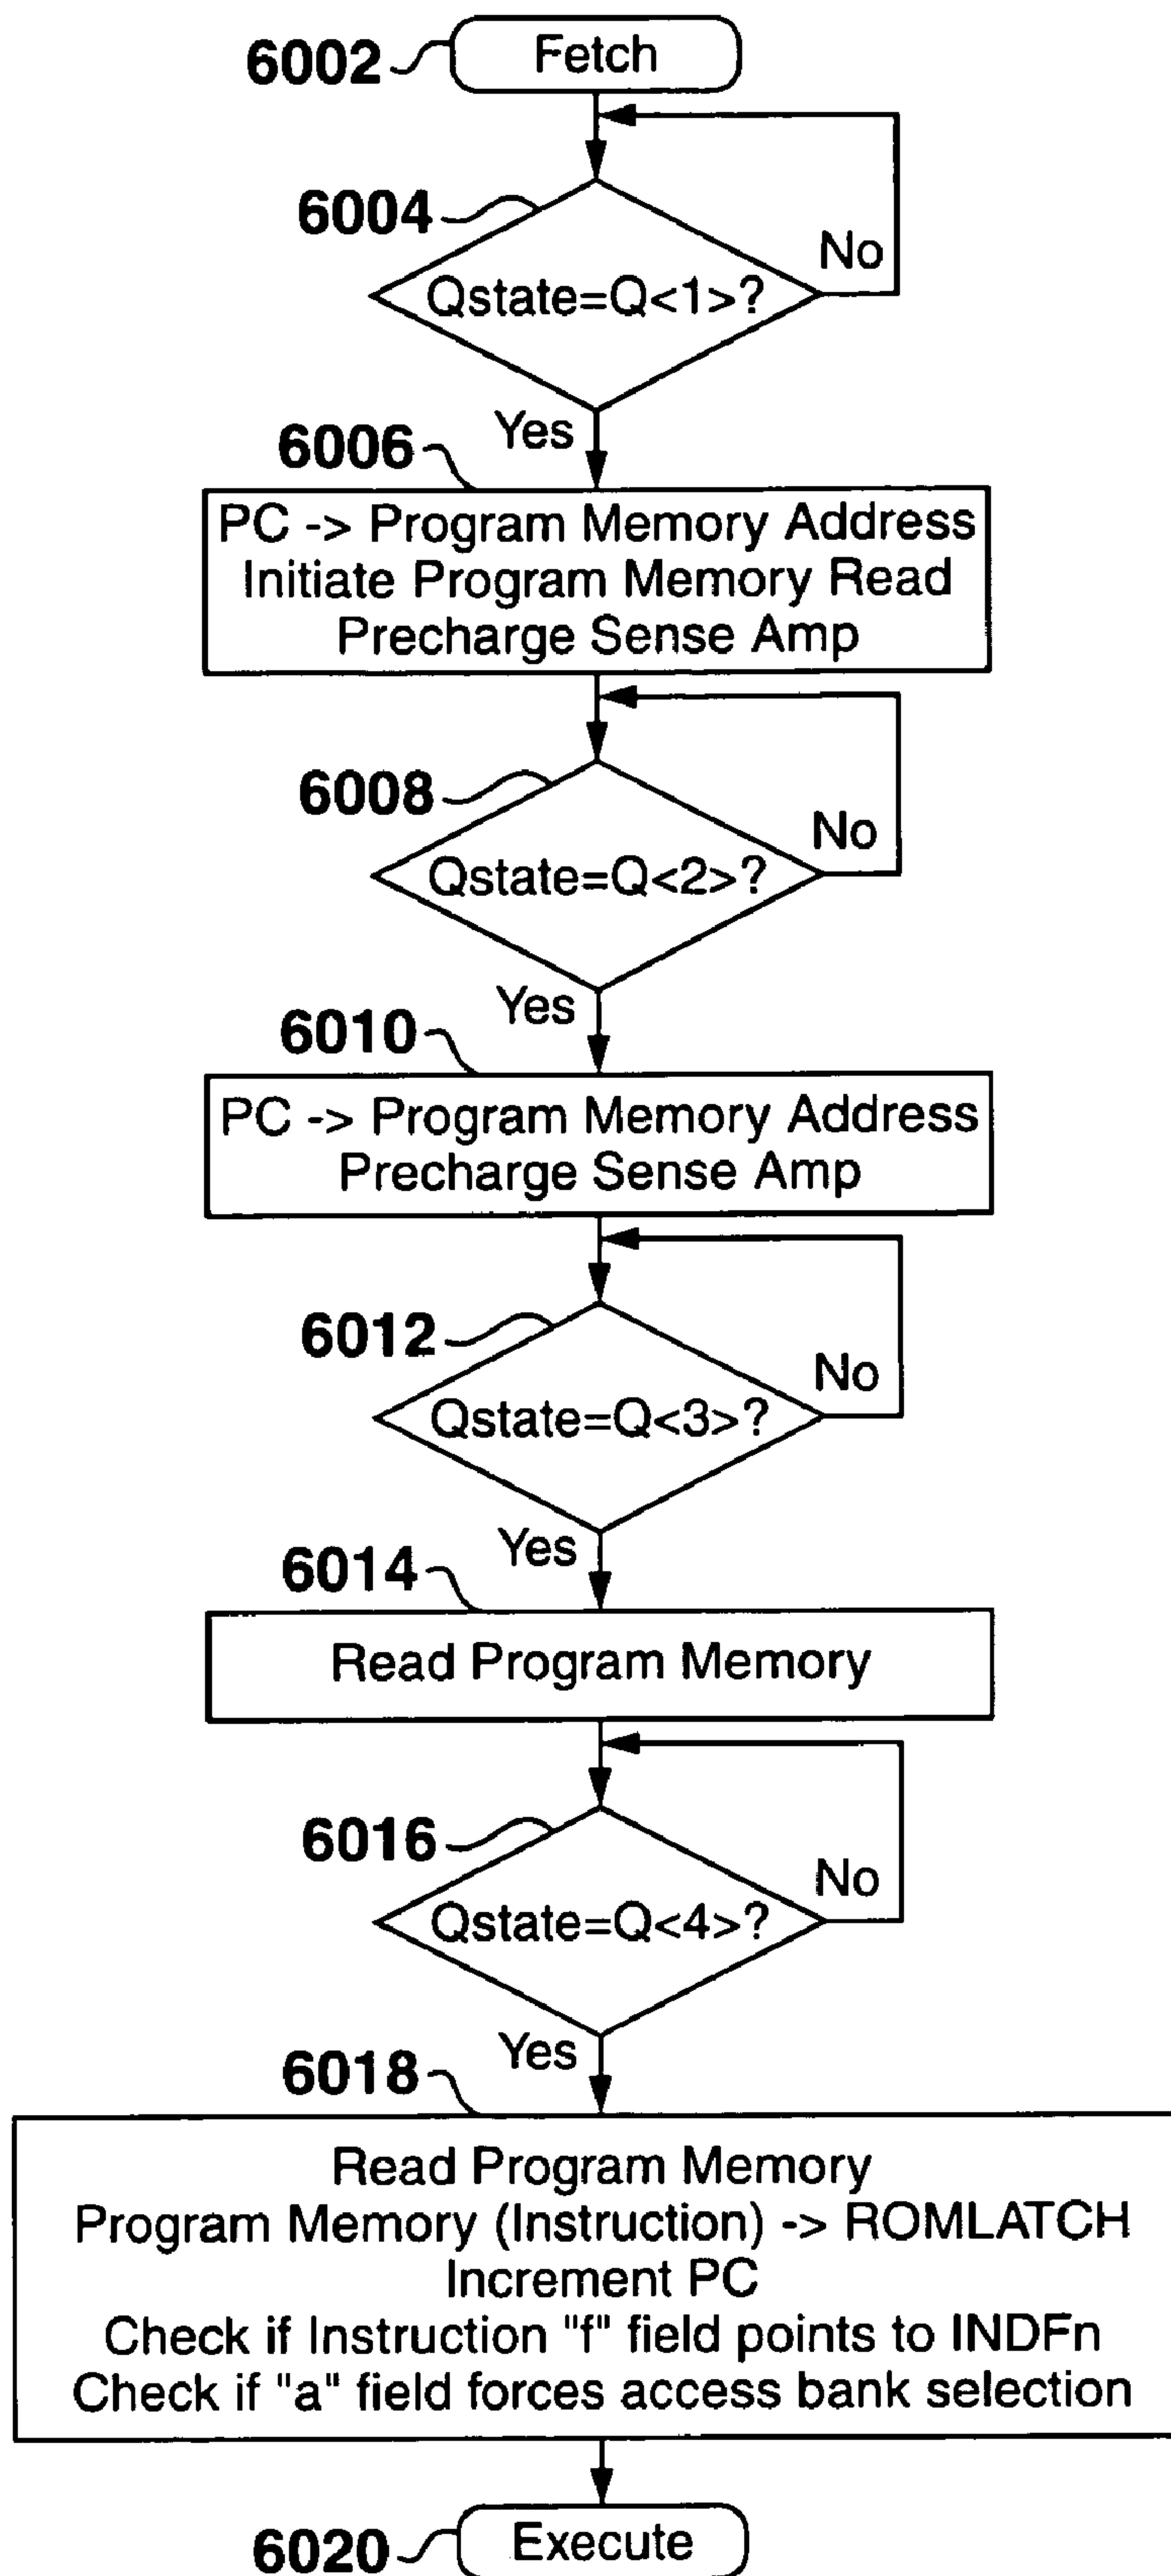 6002
Fetch
6004
No
Qstate=Q<1>?
Yes
6006
PC -> Program Memory Address
Initiate Program Memory Read
Precharge Sense Amp
6008
No
Qstate=Q<2>?
Yes
6010
PC -> Program Memory Address
Precharge Sense Amp
6012
No
Qstate=Q<3>?
Yes
6014
Read Program Memory
6016
No
Qstate=Q<4>?
Yes
6018
Read Program Memory
Program Memory (Instruction) -> ROMLATCH
Increment PC
Check if Instruction "f" field points to INDFn
Check if "a" field forces access bank selection
6020
Execute